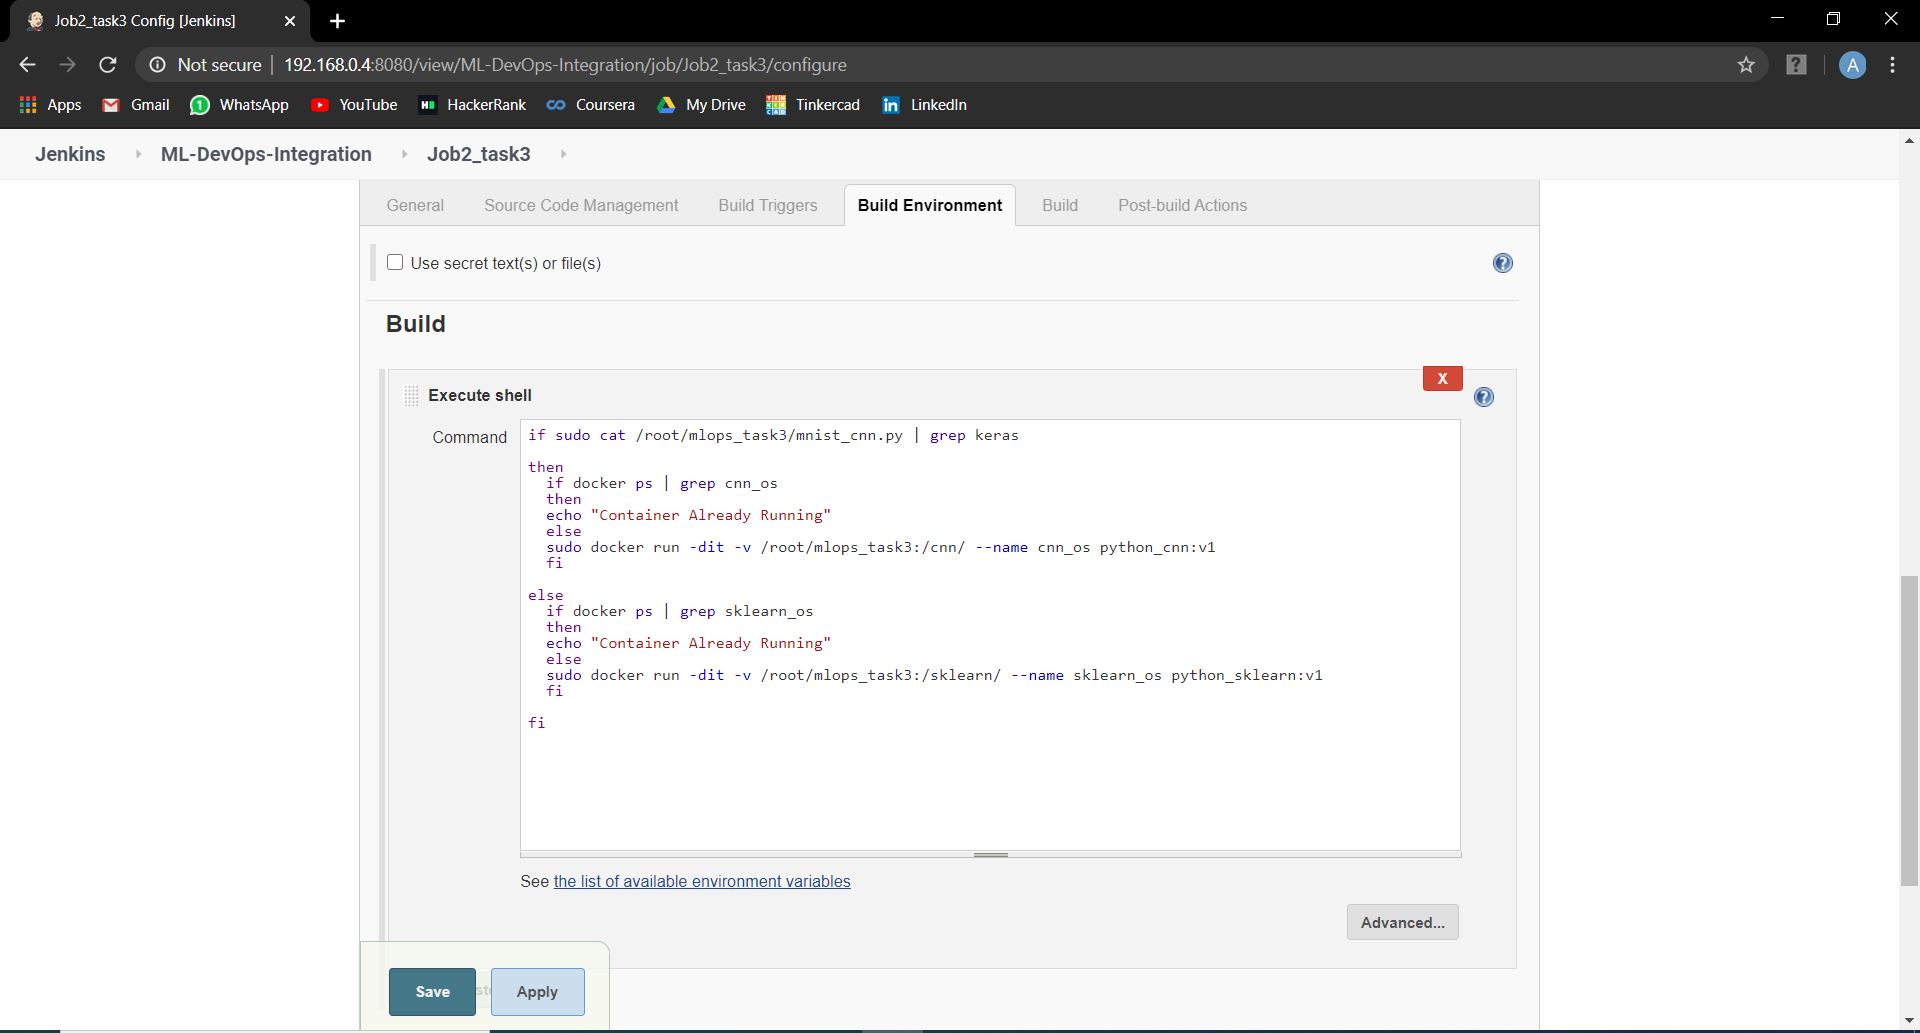 Job2_task3 Config [Jenkins]
Not secure | 192.168.0.4:8080/view/ML-DevOps-Integration/job/Job2_task3/configure
A
Apps Gmail WhatsApp YouTube HackerRank Coursera My Drive Tinkercad LinkedIn
Jenkins ML-DevOps-Integration Job2_task3
General Source Code Management Build Triggers Build Environment Build Post-build Actions
Use secret text(s) or file(s)
Build
X
Execute shell
Command
if sudo cat /root/mlops_task3/mnist_cnn.py | grep keras
then
if docker ps | grep cnn_os
then
echo "Container Already Running"
else
sudo docker run -dit -v /root/mlops_task3:/cnn/ --name cnn_os python_cnn:v1
fi
else
if docker ps | grep sklearn_os
then
echo "Container Already Running"
else
sudo docker run -dit -v /root/mlops_task3:/sklearn/ --name sklearn_os python_sklearn:v1
fi
fi
See the list of available environment variables
Advanced...
Save Apply